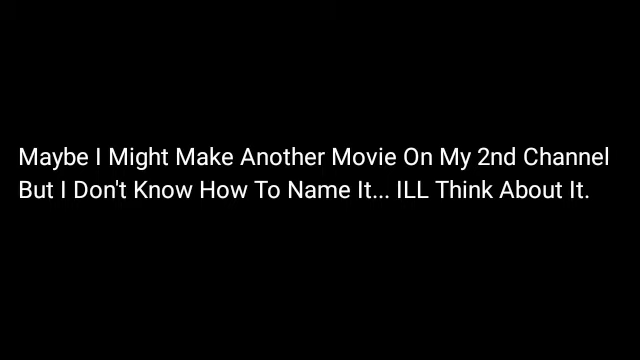 Maybe I Might Make Another Movie On My 2nd Channel
But I Don't Know How To Name It... ILL Think About It.